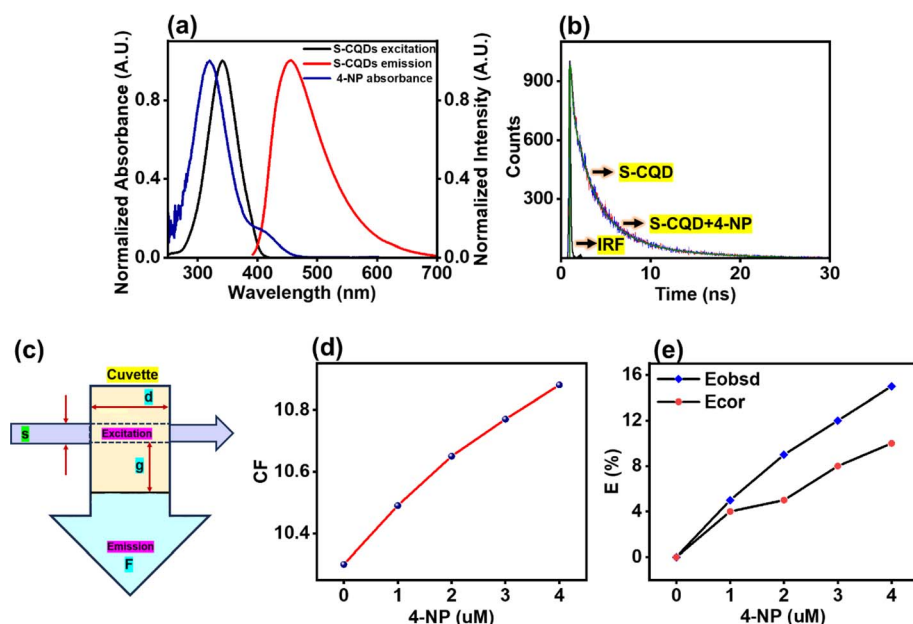 (a)
S-CQDs excitation
S-CQDs emission
4-NP absorbance
Normalized Absorbance (A.U.)
0.8
0.4
0.0
0.8
0.4
0.0
Normalized Intensity (A.U.)
300 400 500 600 700
Wavelength (nm)
(b)
Counts
900
600
300
S-CQD
S-CQD+4-NP
IRF
0 10 20 30
Time (ns)
(c)
Cuvette
d
s
Excitation
g
Emission
F
(d)
CF
10.8
10.6
10.4
0 1 2 3 4
4-NP (uM)
(e)
Eobsd
Ecor
E (%)
16
12
8
4
0
0 1 2 3 4
4-NP (uM)